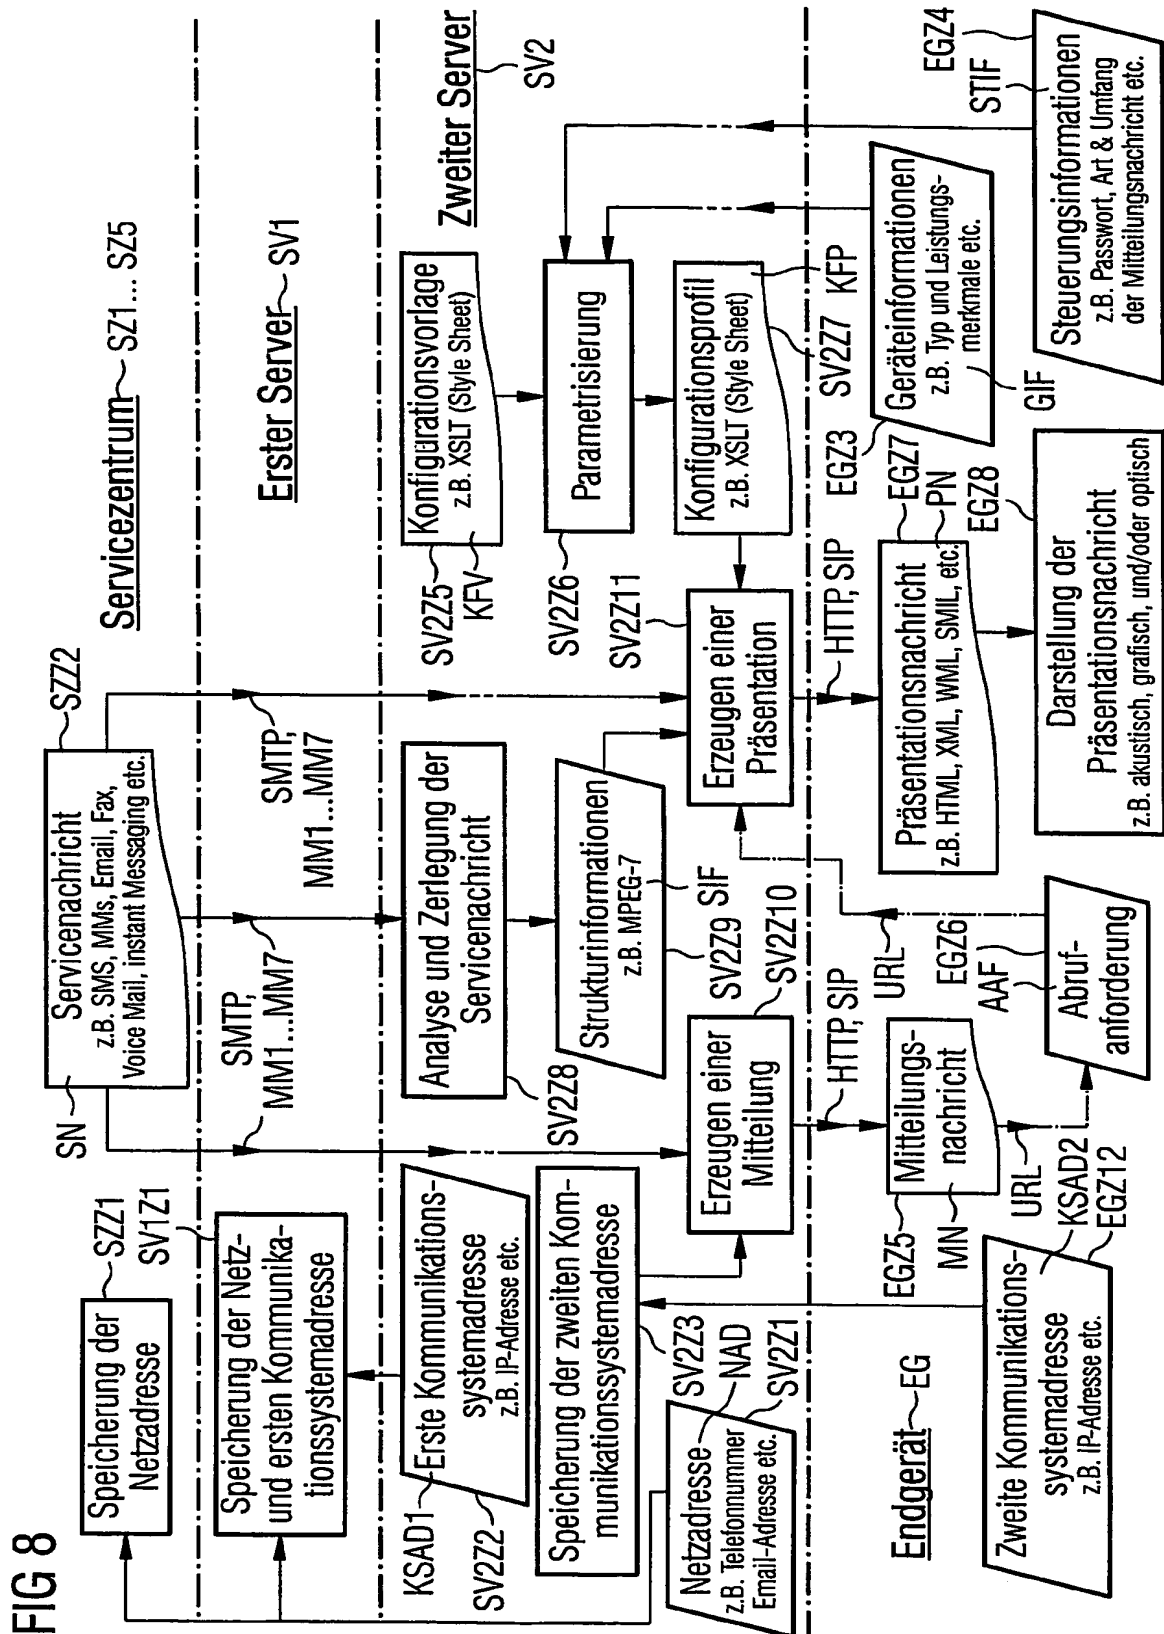 FIG 8
Speicherung der
Netzadresse
SZZ1
SN
Servicenachricht
z.B. SMS, MMs, Email, Fax,
Voice Mail, instant Messaging etc.
SZZ2
Servicezentrum
SZ1... SZ5
SV1Z1
Speicherung der Netz-
und ersten Kommunika-
tionssystemadresse
SMTP,
MM1...MM7
SMTP,
MM1...MM7
Erster Server
SV1
KSAD1
Erste Kommunikations-
systemadresse
z.B. IP-Adresse etc.
SV2Z2
Analyse und Zerlegung der
Servicenachricht
SV2Z8
SV2Z5
KFV
Konfigurationsvorlage
z.B. XSLT (Style Sheet)
Zweiter Server
SV2
Speicherung der zweiten Kom-
munikationssystemadresse
SV2Z3
Strukturinformationen
z.B. MPEG-7
SV2Z9
SIF
SV2Z6
Parametrisierung
Netzadresse
z.B. Telefonnummer
Email-Adresse etc.
NAD
SV2Z1
Erzeugen einer
Mitteilung
SV2Z10
Erzeugen einer
Präsentation
SV2Z11
Konfigurationsprofil
z.B. XSLT (Style Sheet)
KFP
SV2Z7
Endgerät
EG
HTTP, SIP
HTTP, SIP
EGZ5
Mitteilungs-
nachricht
MN
URL
URL
Präsentationsnachricht
z.B. HTML, XML, WML, SMIL, etc.
EGZ7
PN
EGZ3
Geräteinformationen
z.B. Typ und Leistungs-
merkmale etc.
GIF
EGZ4
STIF
Zweite Kommunikations-
systemadresse
z.B. IP-Adresse etc.
KSAD2
EGZ12
EGZ6
AAF
Abruf-
anforderung
EGZ8
Darstellung der
Präsentationsnachricht
z.B. akustisch, grafisch, und/oder optisch
Steuerungsinformationen
z.B. Passwort, Art & Umfang
der Mitteilungsnachricht etc.